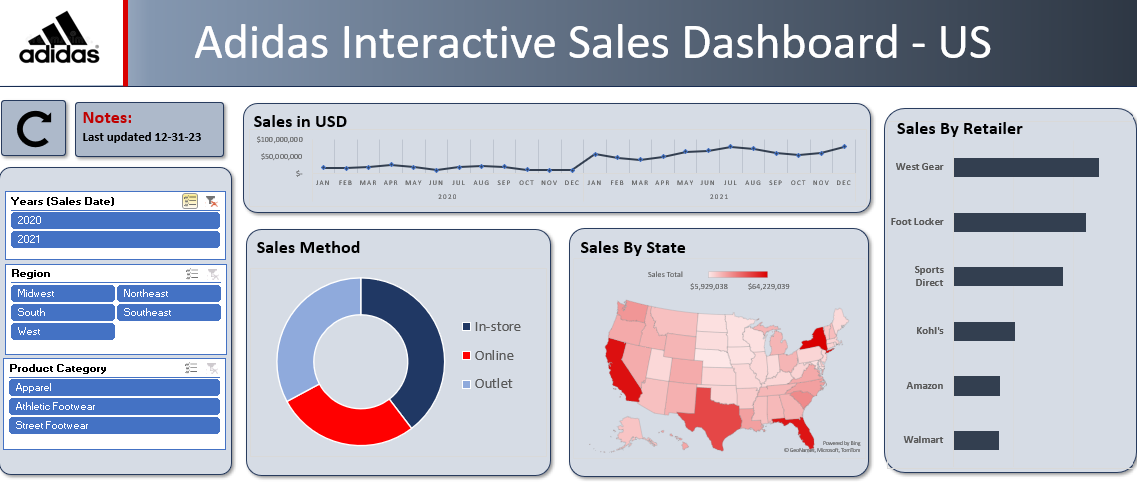 adidas
Adidas Interactive Sales Dashboard - US
Notes:
Last updated 12-31-23
Years (Sales Date)
2020
2021
Region
Midwest
Northeast
South
Southeast
West
Product Category
Apparel
Athletic Footwear
Street Footwear
Sales in USD
$100,000,000
$50,000,000
$-
JAN FEB MAR APR MAY JUN JUL AUG SEP OCT NOV DEC JAN FEB MAR APR MAY JUN JUL AUG SEP OCT NOV DEC
2020 2021
Sales Method
In-store
Online
Outlet
Sales By State
Sales Total
$5,929,038 $64,229,039
Powered by Bing
© GeoNames, Microsoft, TomTom
Sales By Retailer
West Gear
Foot Locker
Sports
Direct
Kohl's
Amazon
Walmart